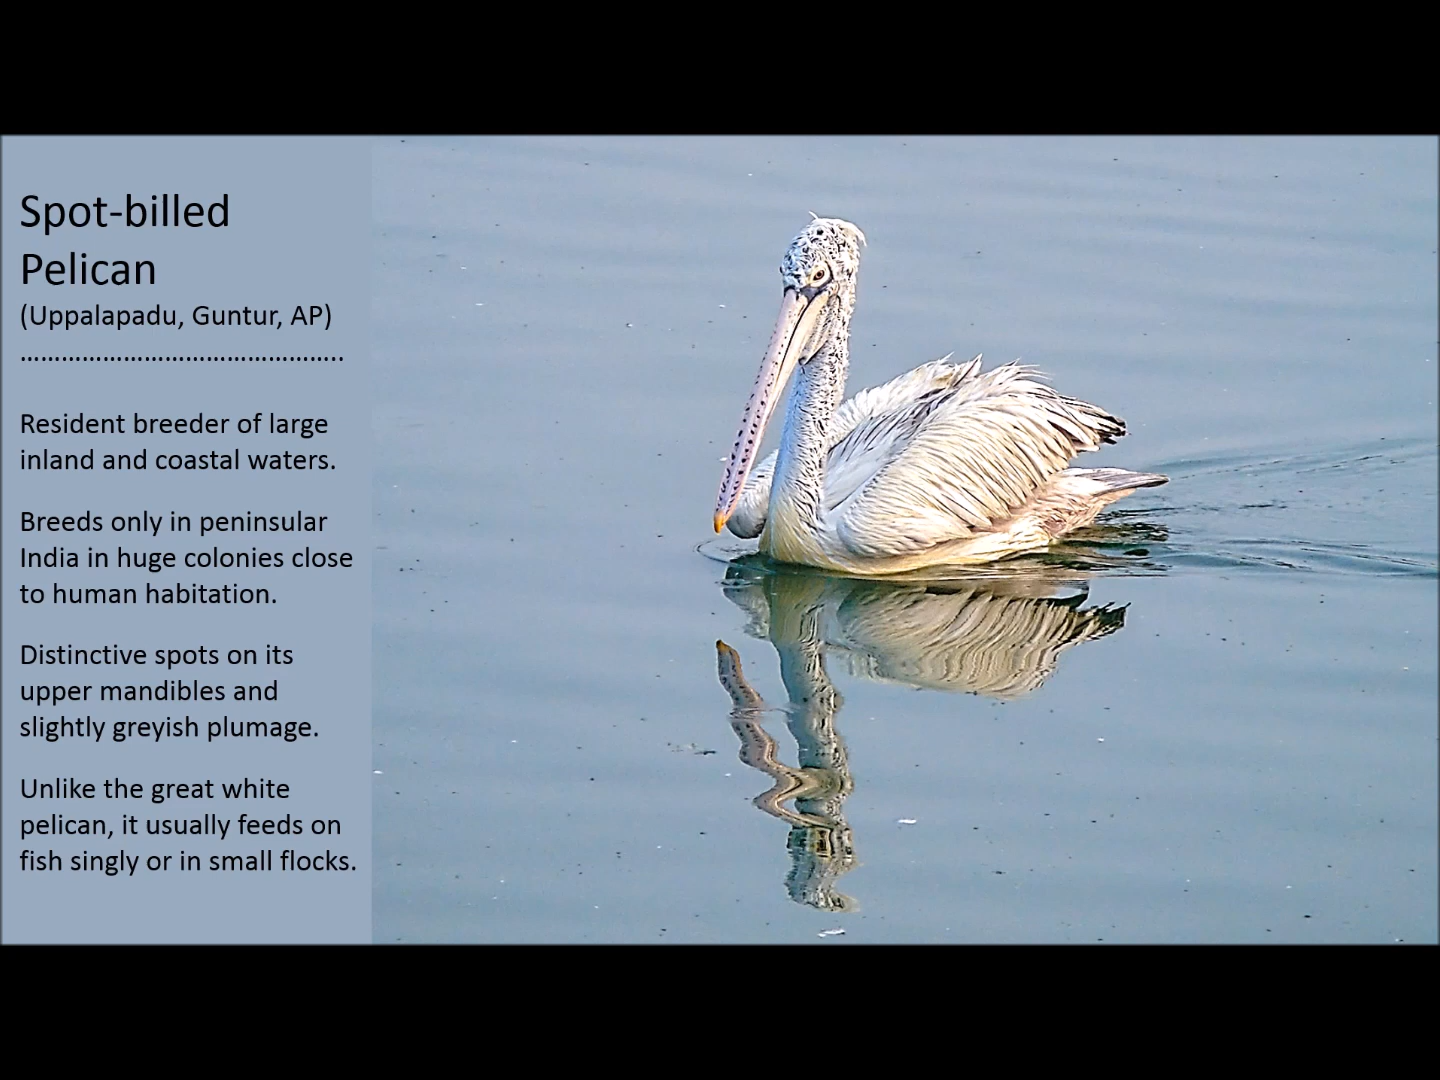 Spot-billed
Pelican
(Uppalapadu, Guntur, AP)
…………………………………………..
Resident breeder of large
inland and coastal waters.
Breeds only in peninsular
India in huge colonies close
to human habitation.
Distinctive spots on its
upper mandibles and
slightly greyish plumage.
Unlike the great white
pelican, it usually feeds on
fish singly or in small flocks.